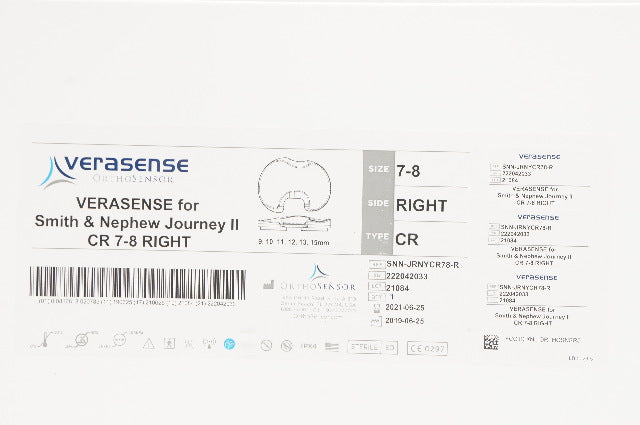 VERASENSE
ORTHOSENSOR
VERASENSE for
Smith & Nephew Journey II
CR 7-8 RIGHT
9, 10, 11, 12, 13, 15mm
SIZE 7-8
SIDE RIGHT
TYPE CR
ORTHOSENSOR
SNN-JRNYCR78-R
222042033
LOT 21084
QTY 1
2021-06-25
2019-06-25
STERILE EO
CE 0297
VERASENSE
SNN-JRNYCR78-R
222042033
21084
VERASENSE for
Smith & Nephew Journey II
CR 7-8 RIGHT
VERASENSE
SNN-JRNYCR78-R
222042033
21084
VERASENSE for
Smith & Nephew Journey II
CR 7-8 RIGHT
VERASENSE
SNN-JRNYCR78-R
222042033
21084
VERASENSE for
Smith & Nephew Journey II
CR 7-8 RIGHT